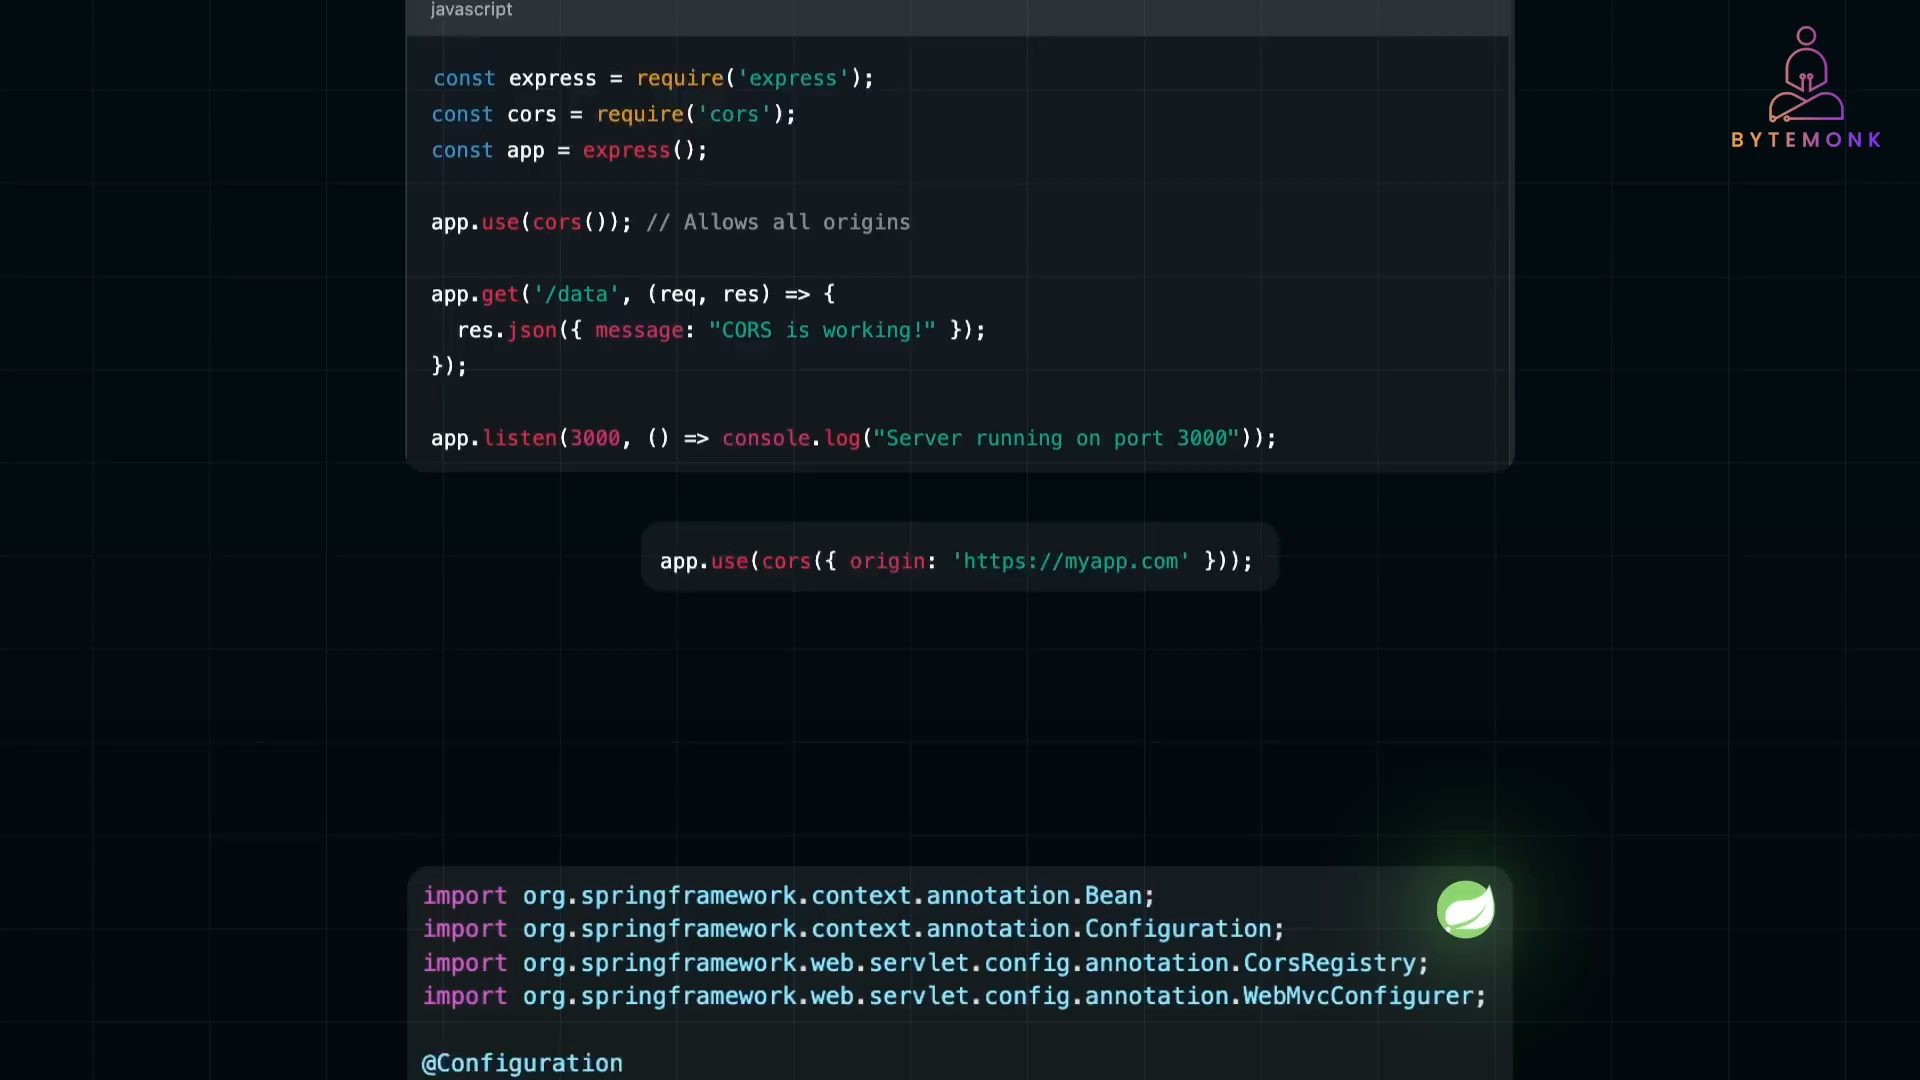 javascript
BYTEMONK
const express = require('express');
const cors = require('cors');
const app = express();
app.use(cors()); // Allows all origins
app.get('/data', (req, res) => {
  res.json({ message: "CORS is working!" });
});
app.listen(3000, () => console.log("Server running on port 3000"));
app.use(cors({ origin: 'https://myapp.com' }));
import org.springframework.context.annotation.Bean;
import org.springframework.context.annotation.Configuration;
import org.springframework.web.servlet.config.annotation.CorsRegistry;
import org.springframework.web.servlet.config.annotation.WebMvcConfigurer;
@Configuration